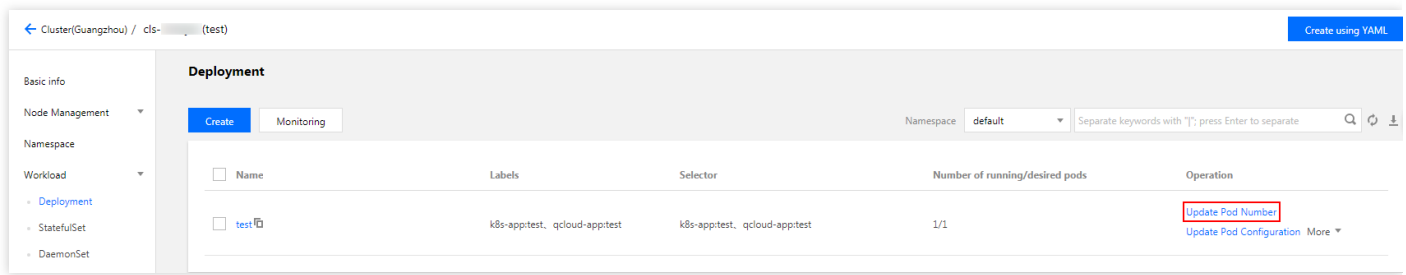 Cluster(Guangzhou) / cls- (test)
Create using YAML
Basic info
Node Management
Namespace
Workload
Deployment
StatefulSet
DaemonSet
Deployment
Create Monitoring
Namespace default Separate keywords with "|"; press Enter to separate
Name Labels Selector Number of running/desired pods Operation
test k8s-app:test、qcloud-app:test k8s-app:test、qcloud-app:test 1/1 Update Pod Number
Update Pod Configuration More